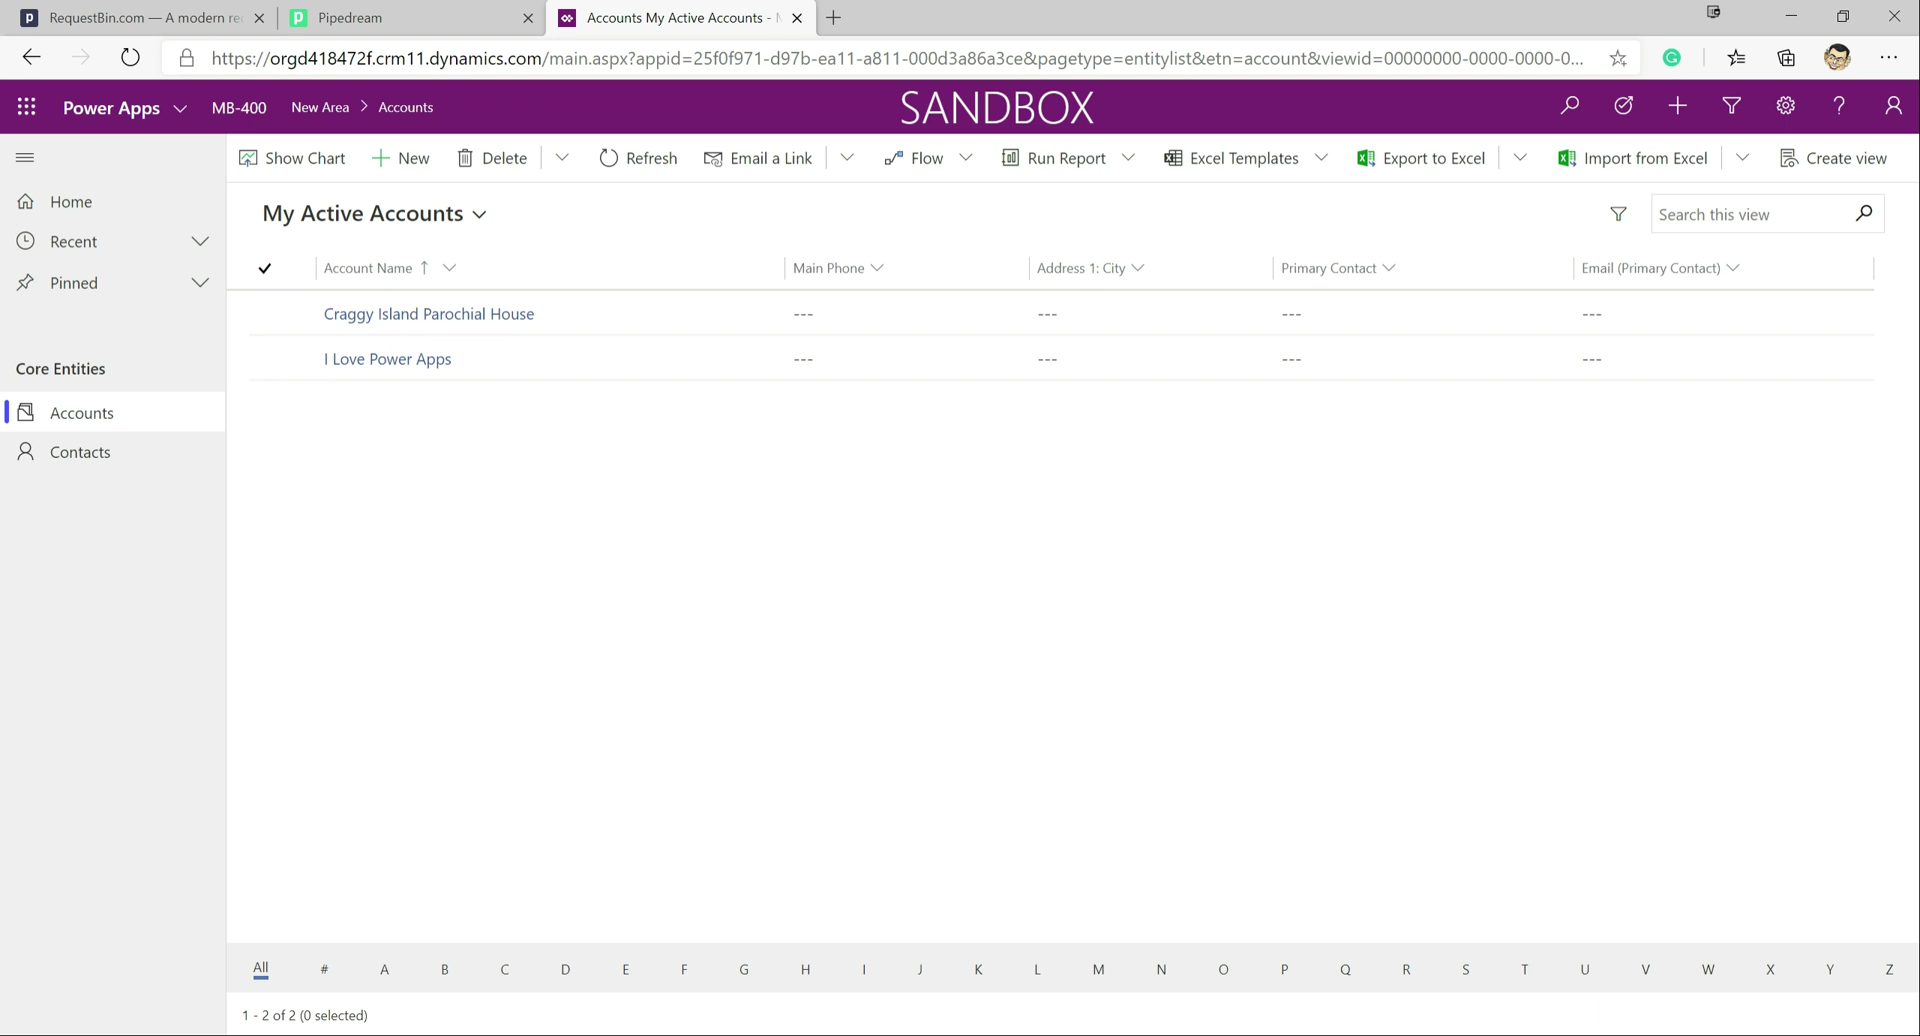 RequestBin.com — A modern re
Pipedream
Accounts My Active Accounts -
https://orgd418472f.crm11.dynamics.com/main.aspx?appid=25f0f971-d97b-ea11-a811-000d3a86a3ce&pagetype=entitylist&etn=account&viewid=00000000-0000-0000-0...
Power Apps
MB-400
New Area > Accounts
SANDBOX
Show Chart
New
Delete
Refresh
Email a Link
Flow
Run Report
Excel Templates
Export to Excel
Import from Excel
Create view
Home
Recent
Pinned
Core Entities
Accounts
Contacts
My Active Accounts
Search this view
Account Name ↑
Main Phone
Address 1: City
Primary Contact
Email (Primary Contact)
Craggy Island Parochial House --- --- --- ---
I Love Power Apps --- --- --- ---
All # A B C D E F G H I J K L M N O P Q R S T U V W X Y Z
1 - 2 of 2 (0 selected)